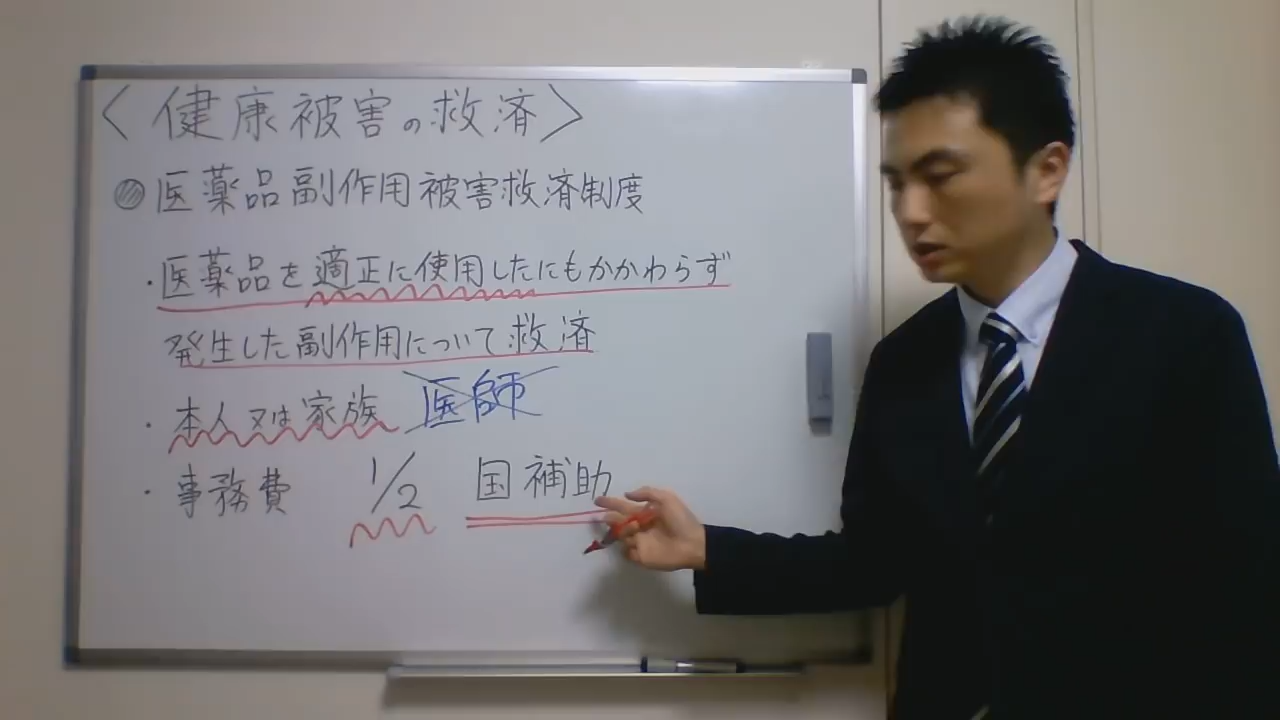 〈健康被害の救済〉
医薬品副作用被害救済制度
・医薬品を適正に使用したにもかかわらず
発生した副作用について救済
・本人又は家族 医師
・事務費 1/2 国補助